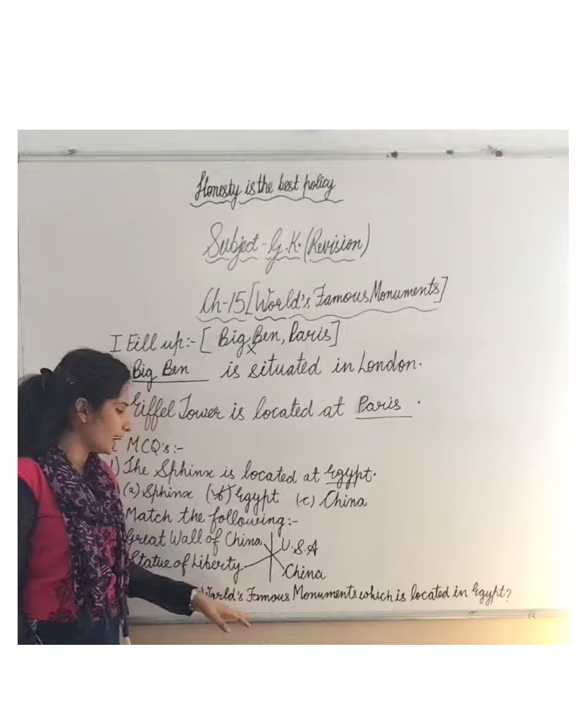 Honesty is the best policy
Subject- G.K. (Revision)
Ch-15 [World's Famous Monuments]
I Fill up:- [ Big Ben, Paris]
Big Ben is situated in London.
Eiffel Tower is located at Paris .
MCQ's:-
1) The Sphinx is located at Egypt.
(a) Sphinx (b) Egypt (c) China
Match the following:-
Great Wall of China U.S.A
Statue of Liberty China
World's Famous Monuments which is located in Egypt?